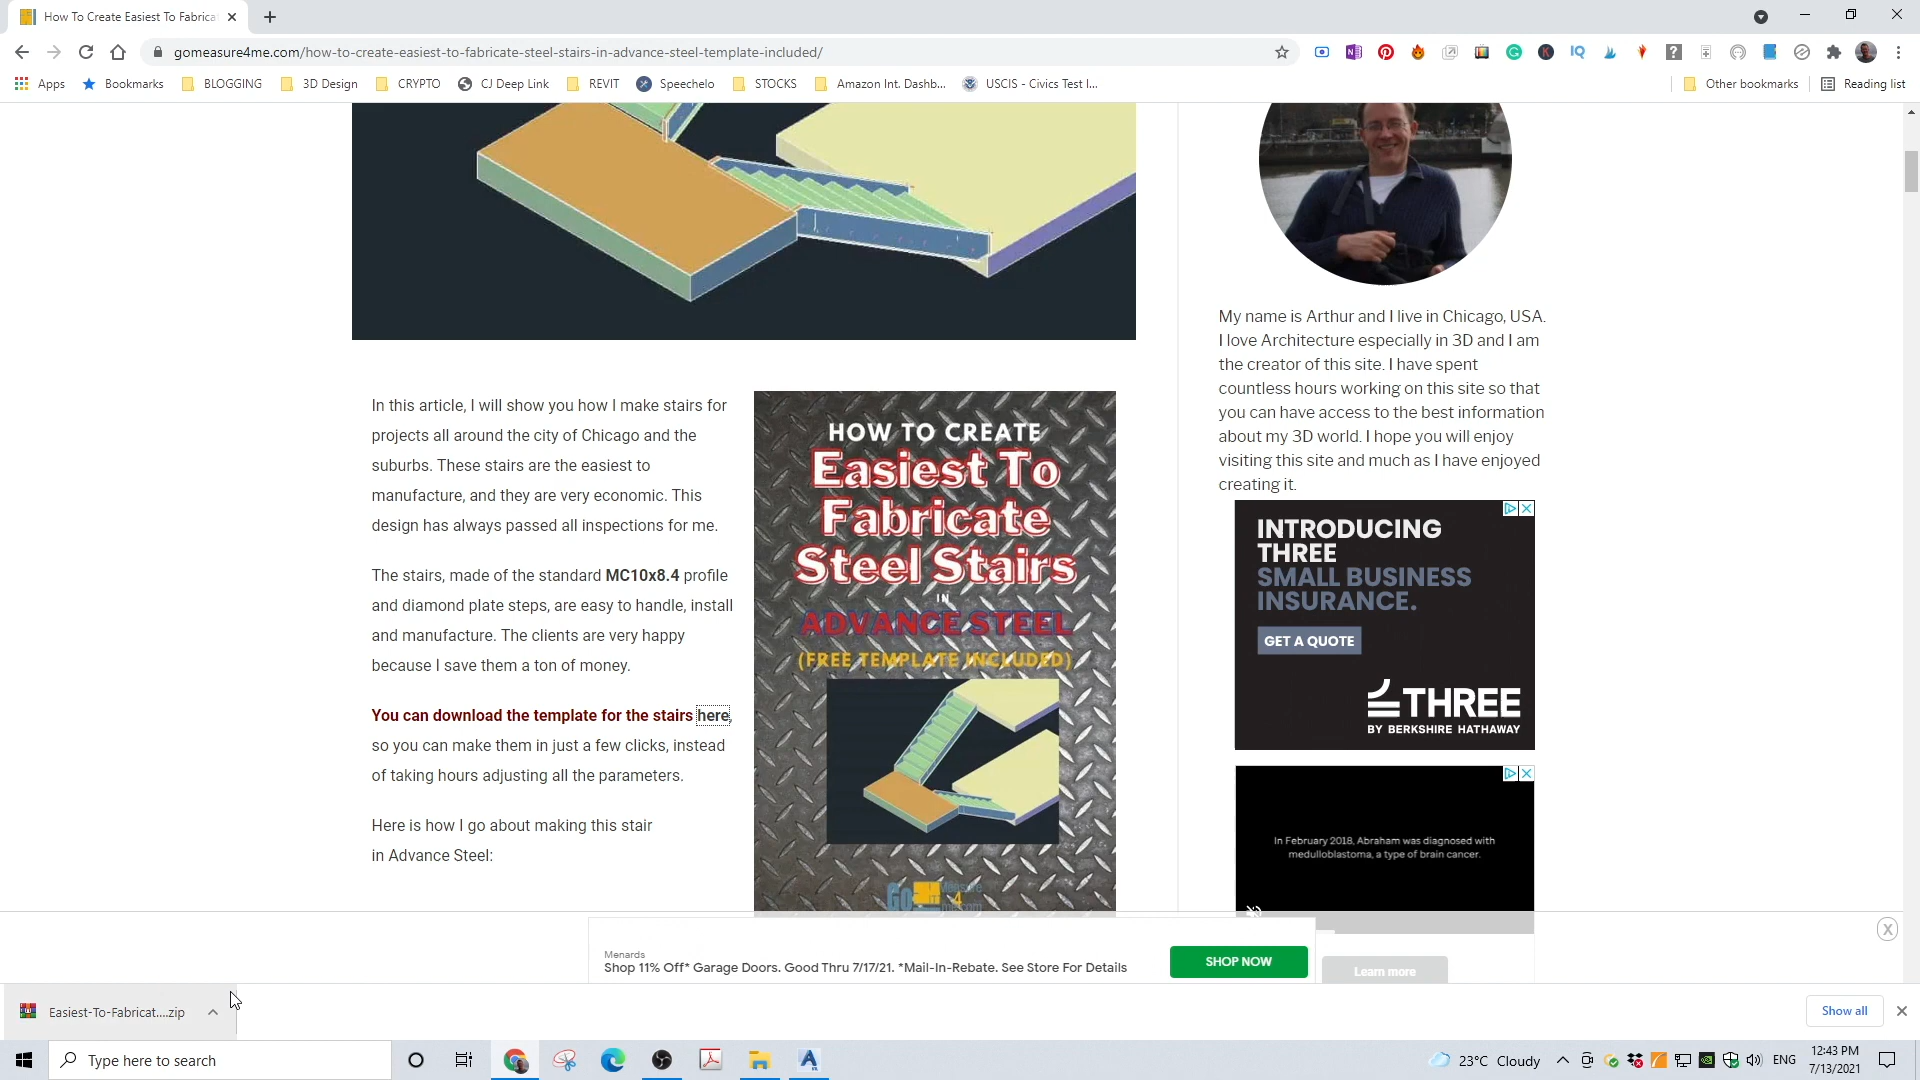 How To Create Easiest To Fabrica
gomeasure4me.com/how-to-create-easiest-to-fabricate-steel-stairs-in-advance-steel-template-included/
Apps
Bookmarks
BLOGGING
3D Design
CRYPTO
CJ Deep Link
REVIT
Speechelo
STOCKS
Amazon Int. Dashb...
USCIS - Civics Test I...
Other bookmarks
Reading list
In this article, I will show you how I make stairs for
projects all around the city of Chicago and the
suburbs. These stairs are the easiest to
manufacture, and they are very economic. This
design has always passed all inspections for me.
The stairs, made of the standard MC10x8.4 profile
and diamond plate steps, are easy to handle, install
and manufacture. The clients are very happy
because I save them a ton of money.
You can download the template for the stairs here,
so you can make them in just a few clicks, instead
of taking hours adjusting all the parameters.
Here is how I go about making this stair
in Advance Steel:
HOW TO CREATE
Easiest To
Fabricate
Steel Stairs
IN
ADVANCE STEEL
(FREE TEMPLATE INCLUDED)
Go Measure
IT 4
me.com
My name is Arthur and I live in Chicago, USA.
I love Architecture especially in 3D and I am
the creator of this site. I have spent
countless hours working on this site so that
you can have access to the best information
about my 3D world. I hope you will enjoy
visiting this site and much as I have enjoyed
creating it.
INTRODUCING
THREE
SMALL BUSINESS
INSURANCE.
GET A QUOTE
THREE
BY BERKSHIRE HATHAWAY
In February 2018, Abraham was diagnosed with
medulloblastoma, a type of brain cancer.
Learn more
Menards
Shop 11% Off* Garage Doors. Good Thru 7/17/21. *Mail-In-Rebate. See Store For Details
SHOP NOW
X
Easiest-To-Fabricat....zip
Show all
Type here to search
23°C Cloudy
ENG
12:43 PM
7/13/2021